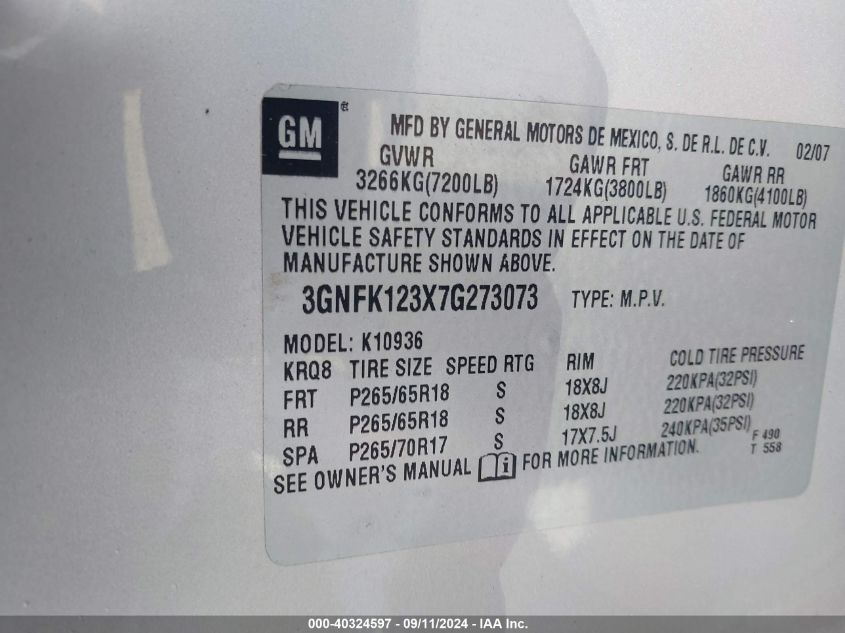 GM ®
MFD BY GENERAL MOTORS DE MEXICO, S. DE R.L. DE C.V. 02/07
GVWR GAWR FRT GAWR RR
3266KG(7200LB) 1724KG(3800LB) 1860KG(4100LB)
THIS VEHICLE CONFORMS TO ALL APPLICABLE U.S. FEDERAL MOTOR
VEHICLE SAFETY STANDARDS IN EFFECT ON THE DATE OF
MANUFACTURE SHOWN ABOVE.
3GNFK123X7G273073 TYPE: M.P.V.
MODEL: K10936
KRQ8 TIRE SIZE SPEED RTG RIM COLD TIRE PRESSURE
FRT P265/65R18 S 18X8J 220KPA(32PSI)
RR P265/65R18 S 18X8J 220KPA(32PSI)
SPA P265/70R17 S 17X7.5J 240KPA(35PSI) F 490
SEE OWNER'S MANUAL i FOR MORE INFORMATION. T 558
000-40324597 - 09/11/2024 - IAA Inc.